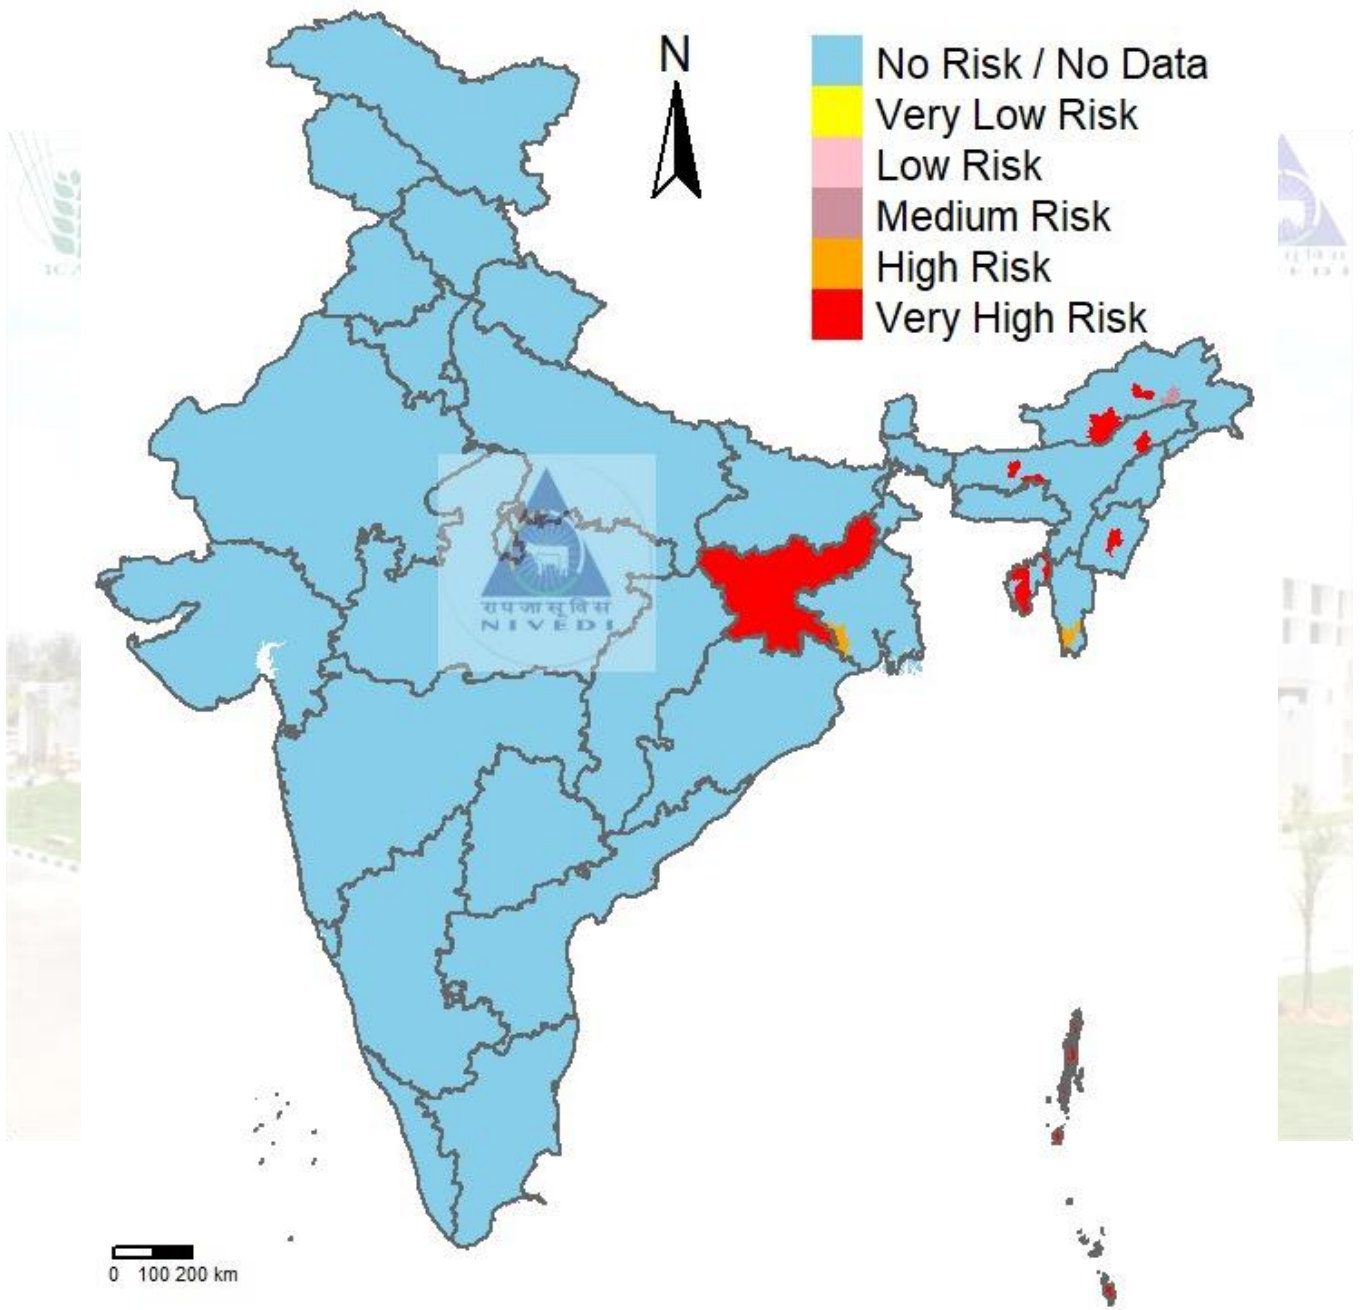 N
No Risk / No Data
Very Low Risk
Low Risk
Medium Risk
High Risk
Very High Risk
रापजासूविसं
NIVEDI
0 100 200 km